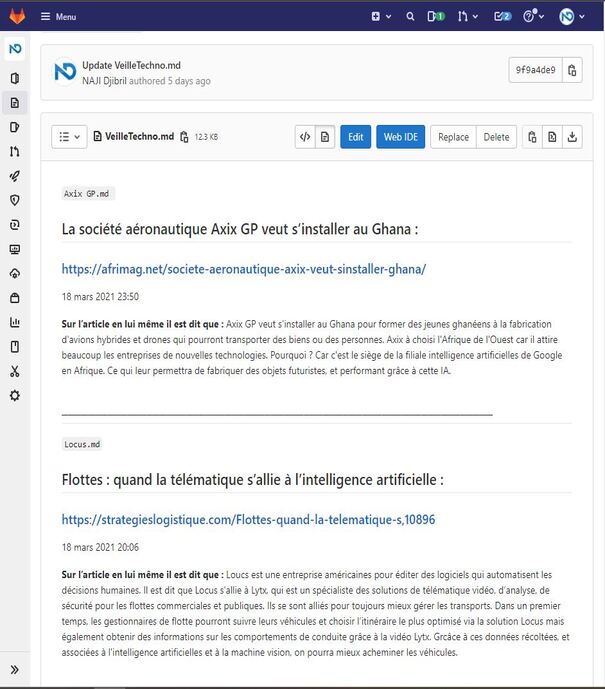 Menu
1
2
Update VeilleTechno.md
NAJI Djibril authored 5 days ago
9f9a4de9
VeilleTechno.md 12.3 KB
Edit Web IDE Replace Delete
Axix GP.md
La société aéronautique Axix GP veut s'installer au Ghana :
https://afrimag.net/societe-aeronautique-axix-veut-sinstaller-ghana/
18 mars 2021 23:50
Sur l'article en lui même il est dit que : Axix GP veut s'installer au Ghana pour former des jeunes ghanéens à la fabrication
d'avions hybrides et drones qui pourront transporter des biens ou des personnes. Axix à choisi l'Afrique de l'Ouest car il attire
beaucoup les entreprises de nouvelles technologies. Pourquoi ? Car c'est le siège de la filiale intelligence artificielles de Google
en Afrique. Ce qui leur permettra de fabriquer des objets futuristes, et performant grâce à cette IA.
Locus.md
Flottes : quand la télématique s'allie à l'intelligence artificielle :
https://strategieslogistique.com/Flottes-quand-la-telematique-s,10896
18 mars 2021 20:06
Sur l'article en lui même il est dit que : Loucs est une entreprise américaines pour éditer des logiciels qui automatisent les
décisions humaines. Il est dit que Locus s'allie à Lytx, qui un spécialiste des solutions de télématique vidéo, d'analyse, de
sécurité pour les flottes commerciales et publiques. Ils se sont alliés pour toujours mieux gérer les transports. Dans un premier
temps, les gestionnaires de flotte pourront suivre leurs véhicules et choisir l'itinéraire le plus optimisé via la solution Locus mais
également obtenir des informations sur les comportements de conduite grâce à la vidéo Lytx. Grcâce à ces données récoltées, et
associées à l'intelligence artificielles et à la machine vision, on pourra mieux acheminer les véhicules.